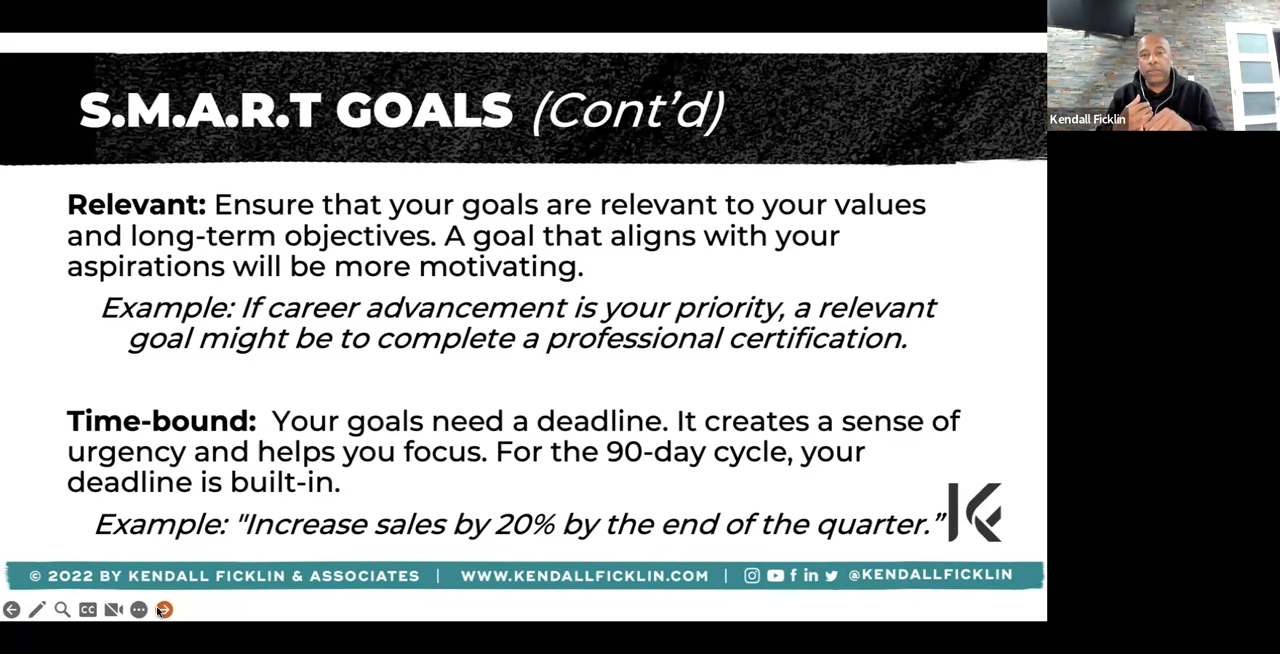 S.M.A.R.T GOALS (Cont'd)
Kendall Ficklin
Relevant: Ensure that your goals are relevant to your values
and long-term objectives. A goal that aligns with your
aspirations will be more motivating.
Example: If career advancement is your priority, a relevant
goal might be to complete a professional certification.
Time-bound: Your goals need a deadline. It creates a sense of
urgency and helps you focus. For the 90-day cycle, your
deadline is built-in.
Example: "Increase sales by 20% by the end of the quarter.”
© 2022 BY KENDALL FICKLIN & ASSOCIATES | WWW.KENDALLFICKLIN.COM | @KENDALLFICKLIN
CC